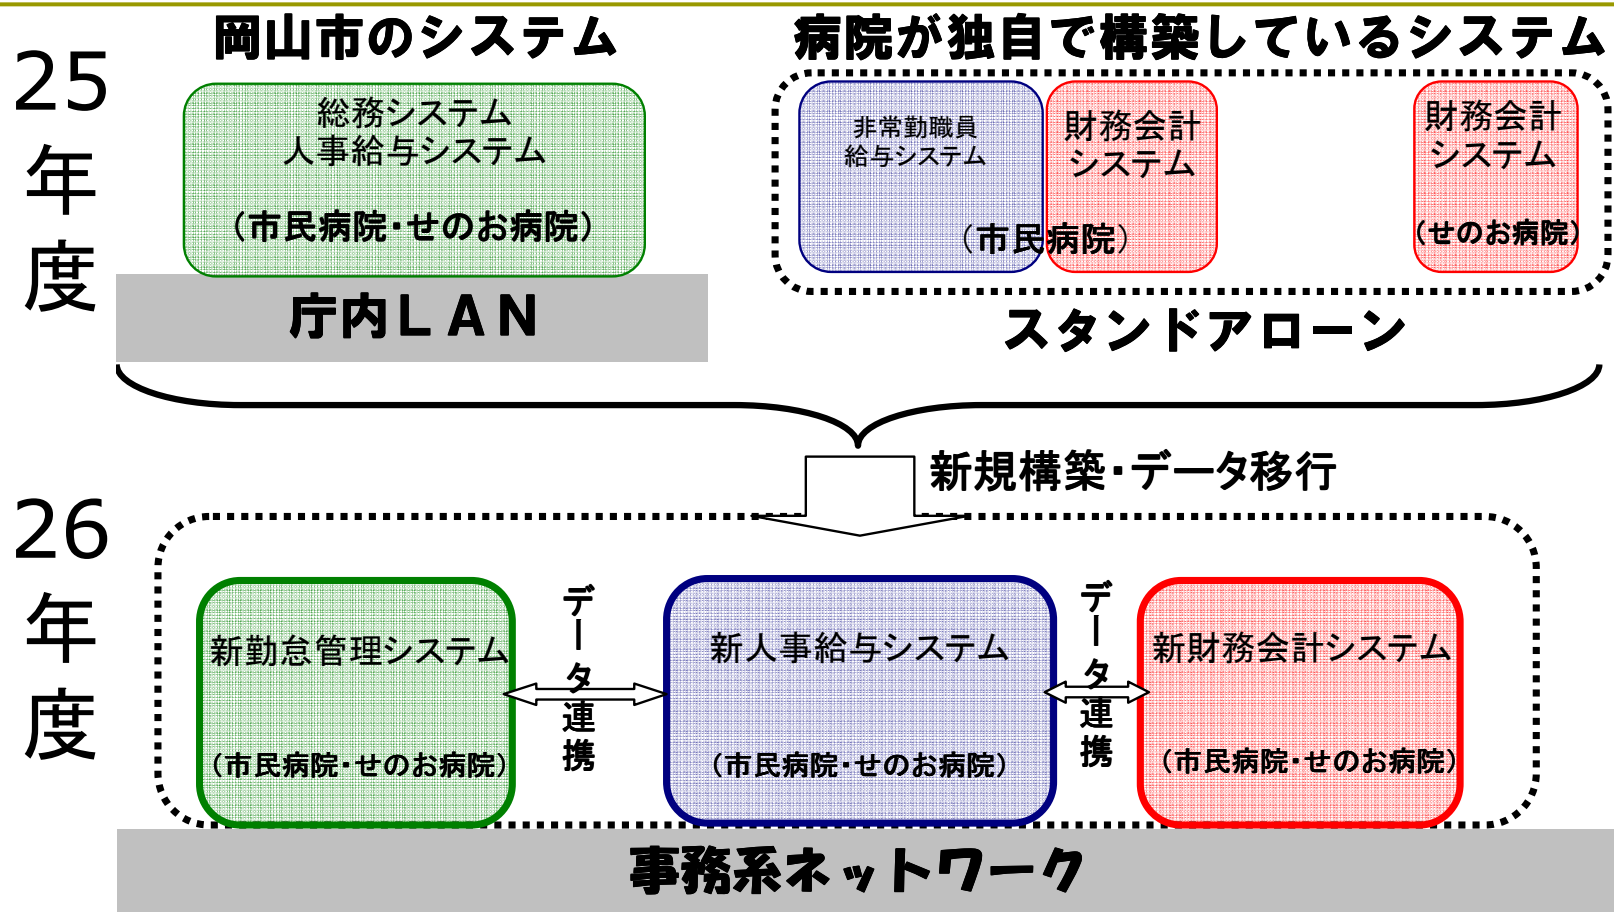 岡山市のシステム
病院が独自で構築しているシステム
25
年
度
総務システム
人事給与システム
(市民病院・せのお病院)
非常勤職員
給与システム
財務会計
システム
(市民病院)
財務会計
システム
(せのお病院)
庁内ＬＡＮ
スタンドアローン
新規構築・データ移行
26
年
度
新勤怠管理システム
(市民病院・せのお病院)
データ連携
新人事給与システム
(市民病院・せのお病院)
データ連携
新財務会計システム
(市民病院・せのお病院)
事務系ネットワーク